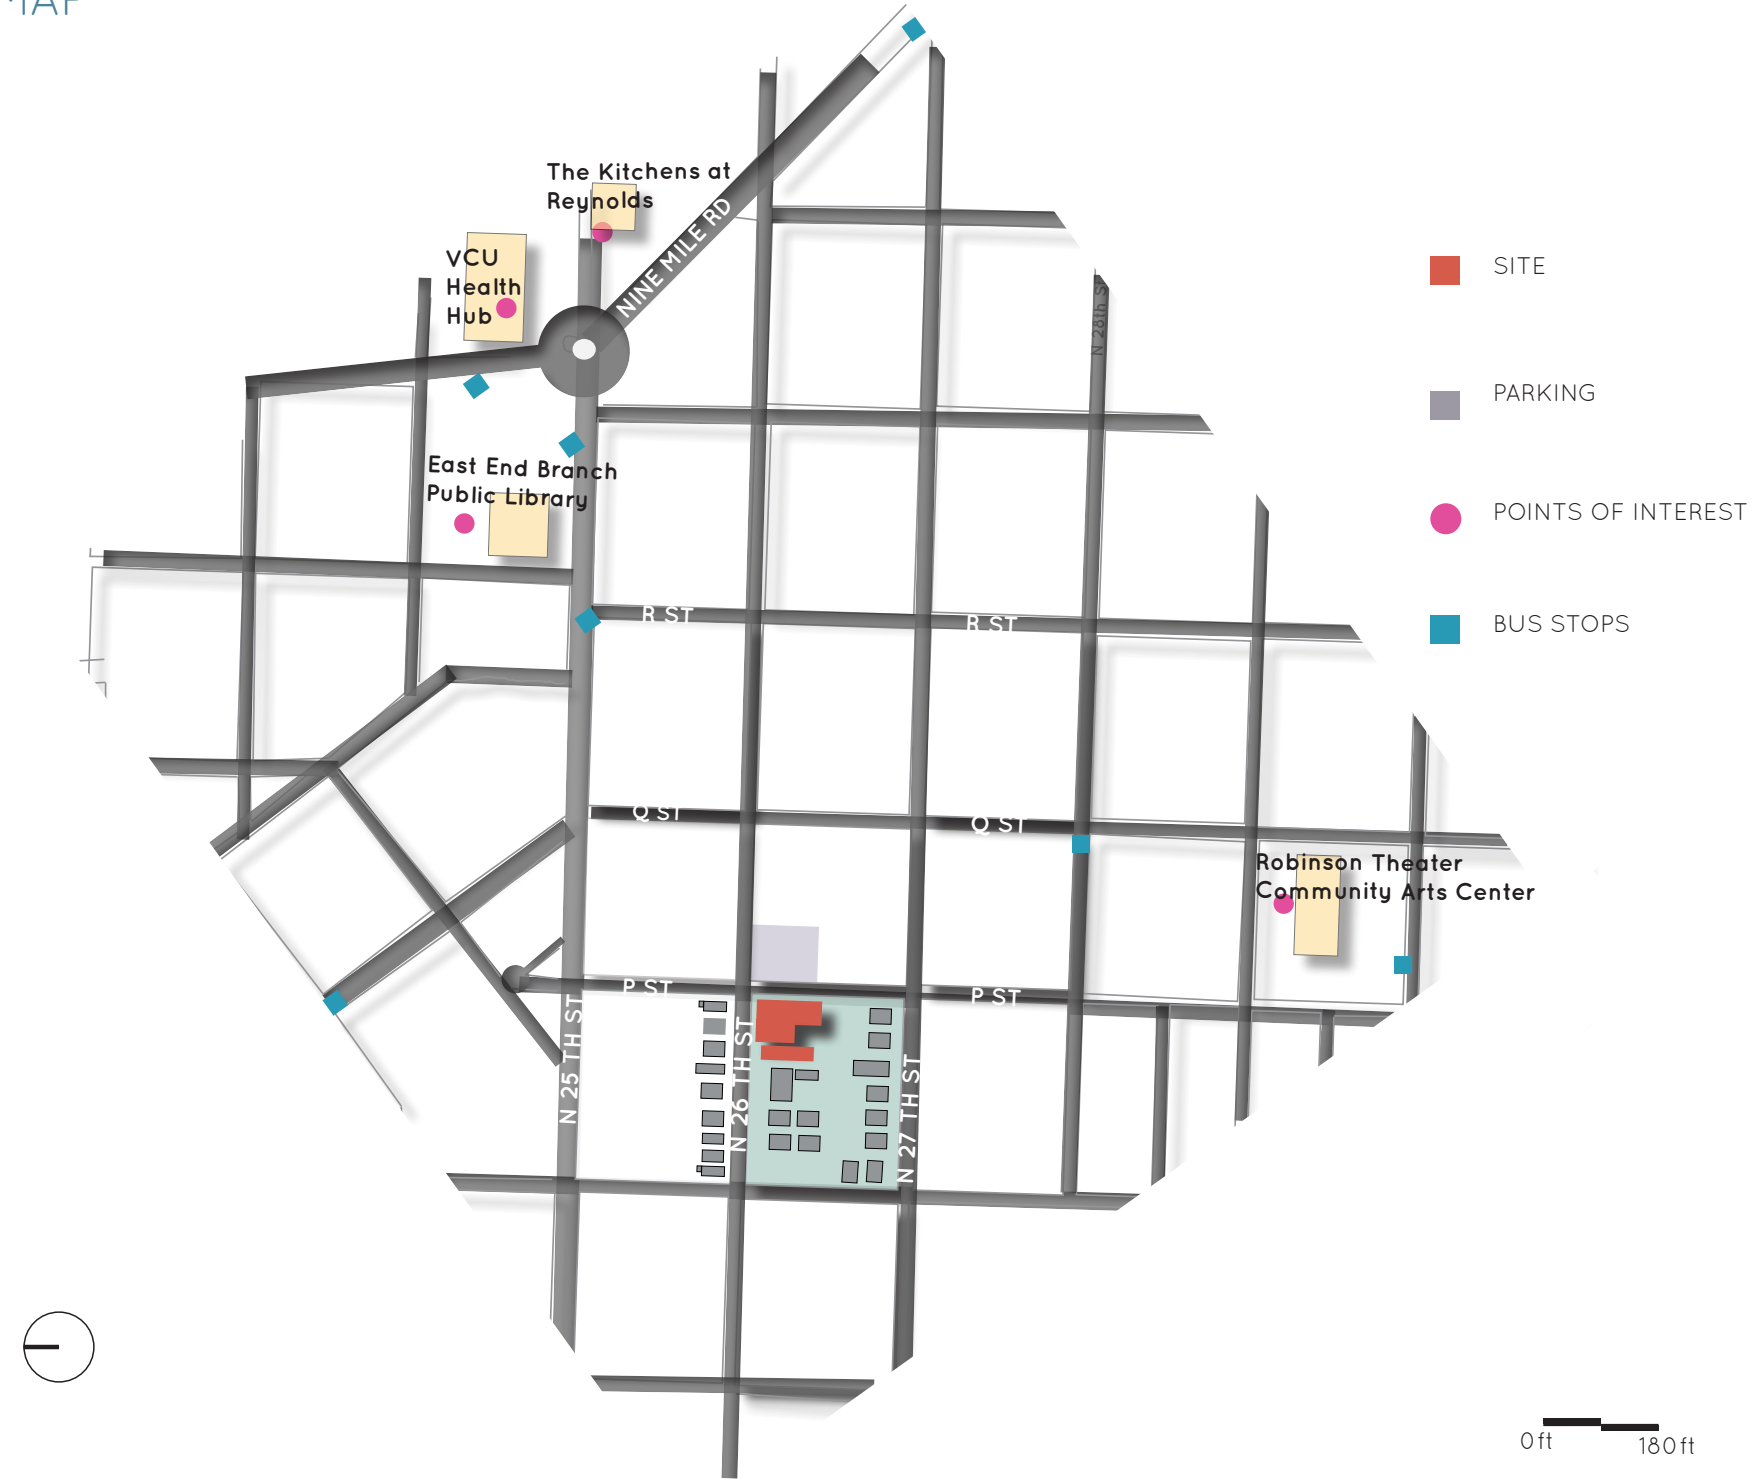 MAP
The Kitchens at
Reynolds
NINE MILE RD
VCU
Health
Hub
N 28th ST
SITE
PARKING
POINTS OF INTEREST
BUS STOPS
East End Branch
Public Library
R ST
R ST
Q ST
Q ST
Robinson Theater
Community Arts Center
P ST
P ST
N 25 TH ST
N 26 TH ST
N 27 TH ST
0 ft
180 ft